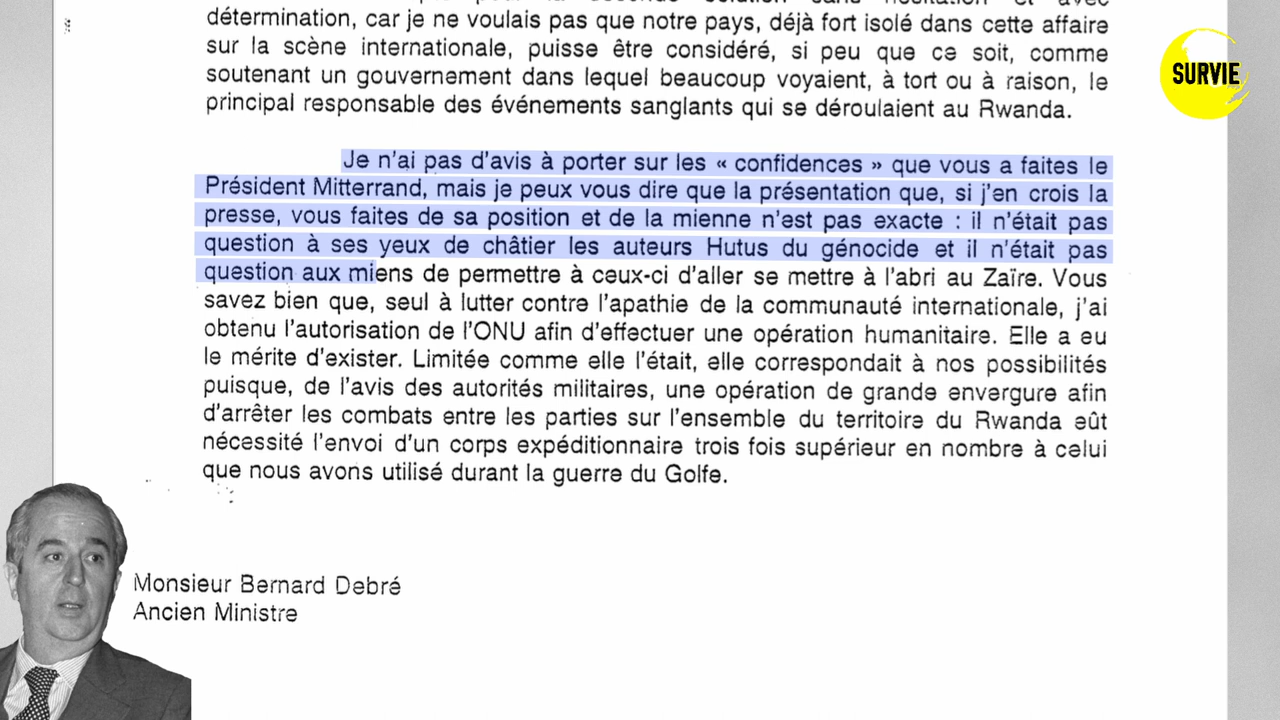 que pour la seconde solution sans hésitation et avec
détermination, car je ne voulais pas que notre pays, déjà fort isolé dans cette affaire
sur la scène internationale, puisse être considéré, si peu que ce soit, comme
soutenant un gouvernement dans lequel beaucoup voyaient, à tort ou à raison, le
principal responsable des événements sanglants qui se déroulaient au Rwanda.
Je n'ai pas d'avis à porter sur les « confidences » que vous a faites le
Président Mitterrand, mais je peux vous dire que la présentation que, si j'en crois la
presse, vous faites de sa position et de la mienne n'est pas exacte : il n'était pas
question à ses yeux de châtier les auteurs Hutus du génocide et il n'était pas
question aux miens de permettre à ceux-ci d'aller se mettre à l'abri au Zaïre. Vous
savez bien que, seul à lutter contre l'apathie de la communauté internationale, j'ai
obtenu l'autorisation de l'ONU afin d'effectuer une opération humanitaire. Elle a eu
le mérite d'exister. Limitée comme elle l'était, elle correspondait à nos possibilités
puisque, de l'avis des autorités militaires, une opération de grande envergure afin
d'arrêter les combats entre les parties sur l'ensemble du territoire du Rwanda eût
nécessité l'envoi d'un corps expéditionnaire trois fois supérieur en nombre à celui
que nous avons utilisé durant la guerre du Golfe.
Monsieur Bernard Debré
Ancien Ministre
SURVIE